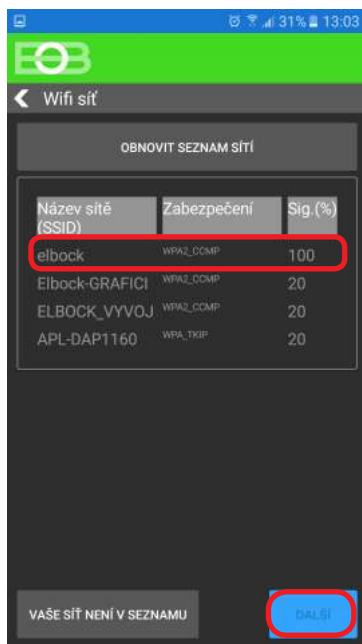 31% 13:03
EOB
Wifi síť
OBNOVIT SEZNAM SÍTÍ
Název sítě (SSID) Zabezpečení Sig.(%)
elbock WPA2_CCMP 100
Elbock-GRAFICI WPA2_CCMP 20
ELBOCK_VYVOJ WPA2_CCMP 20
APL-DAP1160 WPA_TKIP 20
VAŠE SÍŤ NENÍ V SEZNAMU DALŠÍ